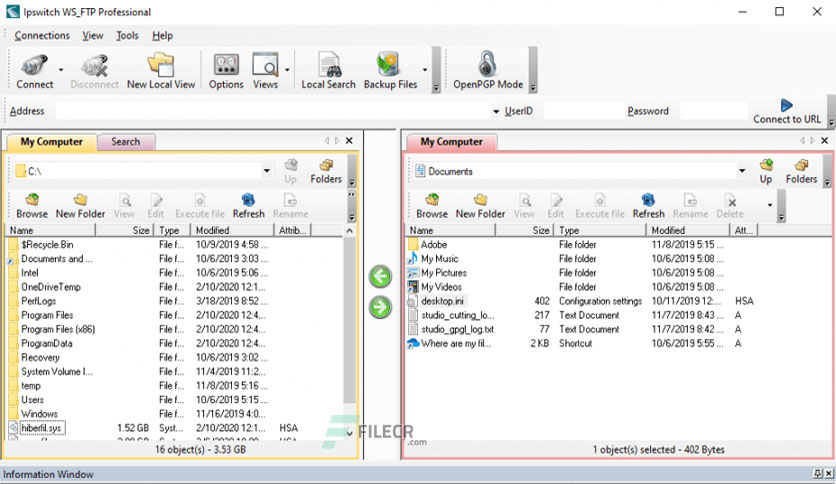 Ipswitch WS_FTP Professional
Connections View Tools Help
Connect Disconnect New Local View Options Views Local Search Backup Files OpenPGP Mode
Address UserID Password Connect to URL
My Computer Search
C:\ Up Folders
Browse New Folder View Edit Execute file Refresh Rename
Name Size Type Modified Attrib...
$Recycle.Bin File f... 10/9/2019 4:58 ...
Documents and ... File f... 10/6/2019 3:03 ...
Intel File f... 10/6/2019 5:06 ...
OneDriveTemp File f... 2/10/2020 12:1...
PerfLogs File f... 3/18/2019 8:52 ...
Program Files File f... 2/10/2020 12:4...
Program Files (x86) File f... 2/10/2020 12:4...
ProgramData File f... 2/10/2020 12:4...
Recovery File f... 10/6/2019 3:02 ...
System Volume I... File f... 11/4/2019 11:2...
temp File f... 11/8/2019 5:16 ...
Users File f... 10/6/2019 5:08 ...
Windows File f... 11/16/2019 4:0...
hiberfil.sys 1.52 GB Syst... 2/10/2020 12:1... HSA
16 object(s) - 3.53 GB
My Computer
Documents Up Folders
Browse New Folder View Edit Execute file Refresh Rename Delete
Name Size Type Modified Att...
Adobe File folder 11/8/2019 5:15 ...
My Music File folder 10/6/2019 5:08 ...
My Pictures File folder 10/6/2019 5:08 ...
My Videos File folder 10/6/2019 5:08 ...
desktop.ini 402 Configuration settings 10/11/2019 12:... HSA
studio_cutting_lo... 217 Text Document 11/7/2019 8:43 ... A
studio_gpgl_log.txt 77 Text Document 11/7/2019 8:42 ... A
Where are my fil... 2 KB Shortcut 10/6/2019 5:55 ... A
1 object(s) selected - 402 Bytes
FILECR
.com
Information Window